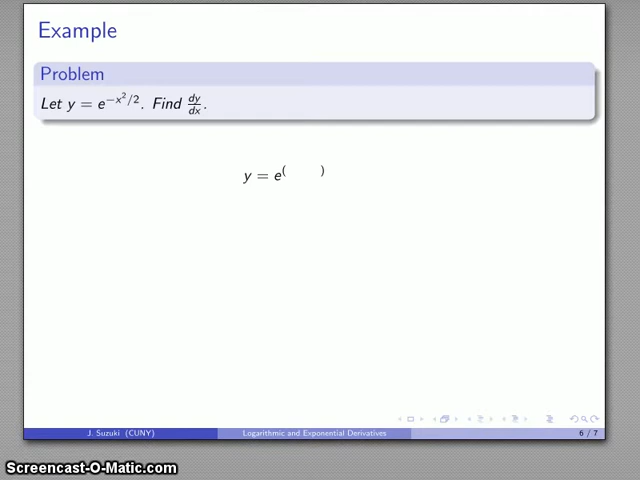 Example
Problem
Let y = e^{-x^2/2}. Find dy/dx.
y = e^{(   )}
J. Suzuki (CUNY) Logarithmic and Exponential Derivatives 6 / 7
Screencast-O-Matic.com